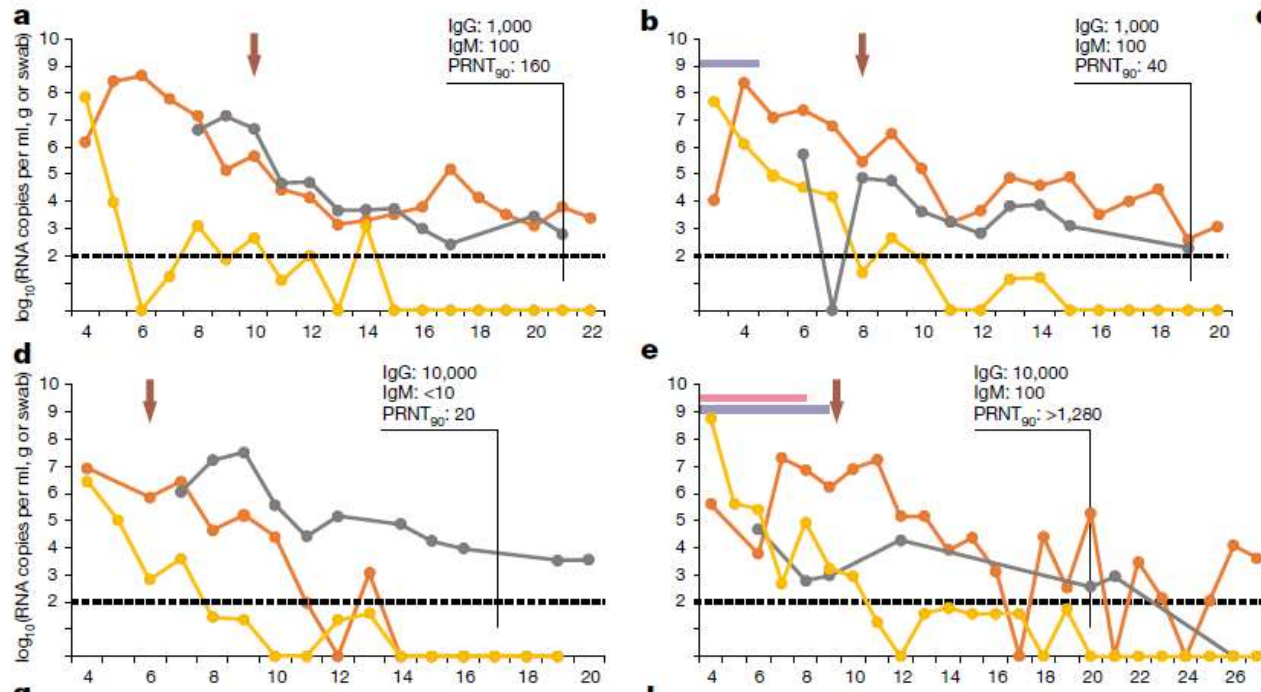 a
IgG: 1,000
IgM: 100
PRNT90: 160
log10(RNA copies per ml, g or swab)
10
9
8
7
6
5
4
3
2
4 6 8 10 12 14 16 18 20 22
b
IgG: 1,000
IgM: 100
PRNT90: 40
10
9
8
7
6
5
4
3
2
4 6 8 10 12 14 16 18 20
d
IgG: 10,000
IgM: <10
PRNT90: 20
log10(RNA copies per ml, g or swab)
10
9
8
7
6
5
4
3
2
4 6 8 10 12 14 16 18 20
e
IgG: 10,000
IgM: 100
PRNT90: >1,280
10
9
8
7
6
5
4
3
2
4 6 8 10 12 14 16 18 20 22 24 26